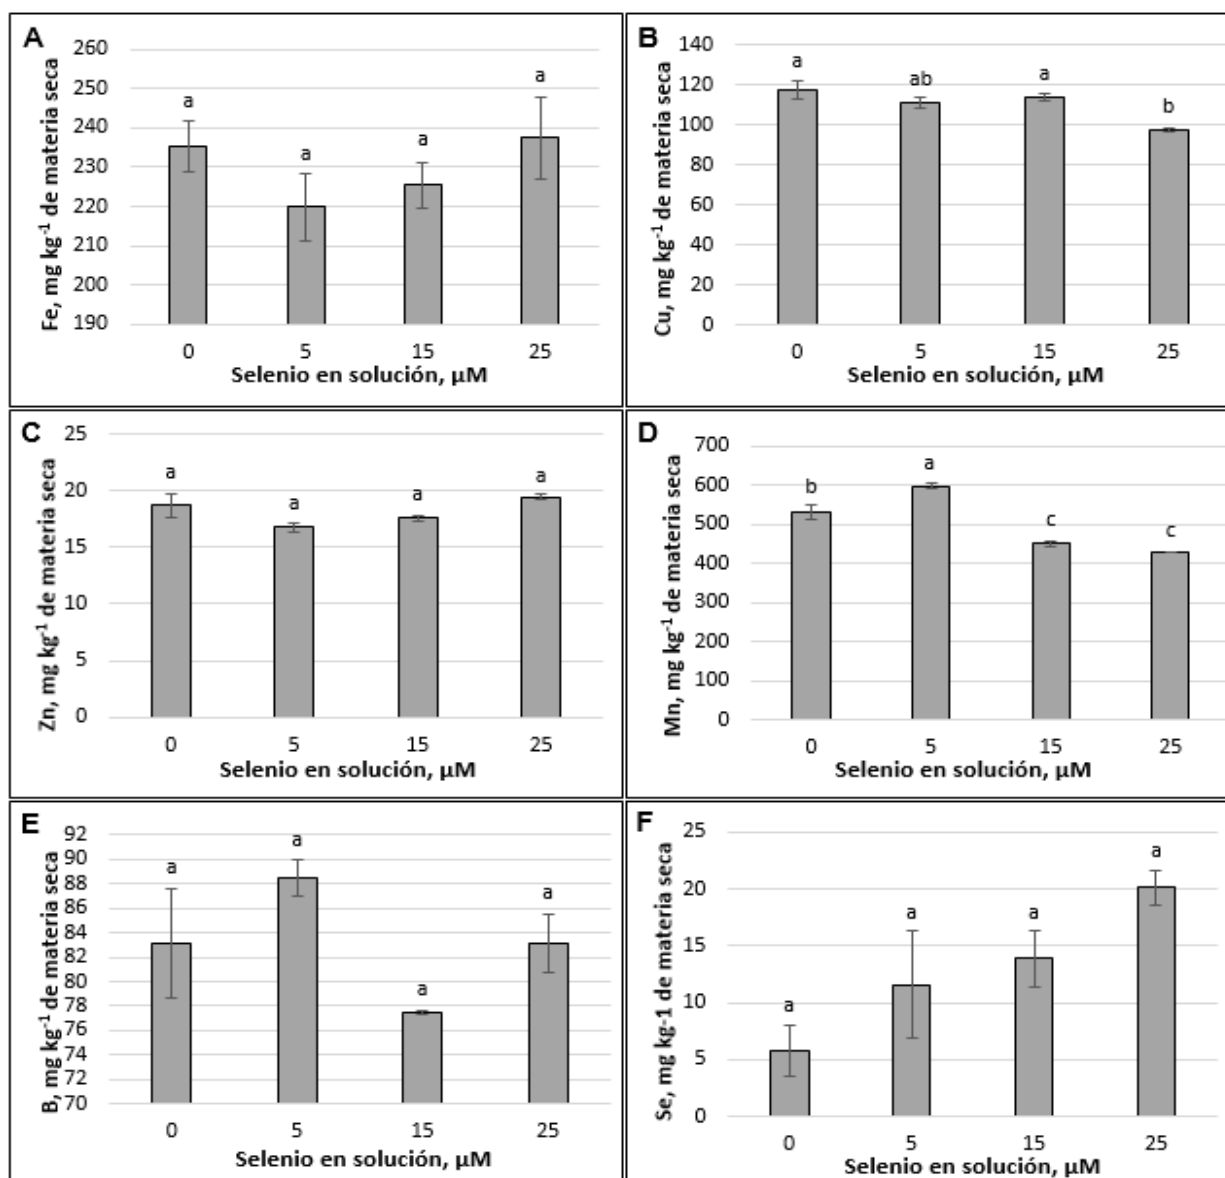 A
Fe, mg kg⁻¹ de materia seca
260
250
240
230
220
210
200
190
a
a
a
a
0 5 15 25
Selenio en solución, µM
B
Cu, mg kg⁻¹ de materia seca
140
120
100
80
60
40
20
0
a
ab
a
b
0 5 15 25
Selenio en solución, µM
C
Zn, mg kg⁻¹ de materia seca
25
20
15
10
5
0
a
a
a
a
0 5 15 25
Selenio en solución, µM
D
Mn, mg kg⁻¹ de materia seca
700
600
500
400
300
200
100
0
b
a
c
c
0 5 15 25
Selenio en solución, µM
E
B, mg kg⁻¹ de materia seca
92
90
88
86
84
82
80
78
76
74
72
70
a
a
a
a
0 5 15 25
Selenio en solución, µM
F
Se, mg kg-1 de materia seca
25
20
15
10
5
0
a
a
a
a
0 5 15 25
Selenio en solución, µM